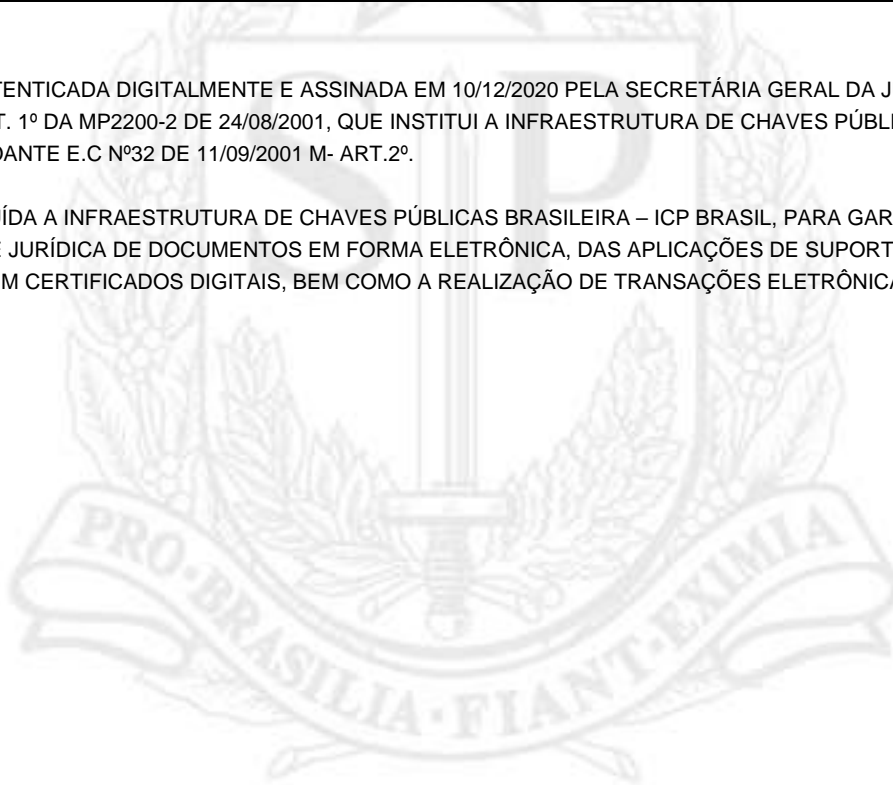 TENTICADA DIGITALMENTE E ASSINADA EM 10/12/2020 PELA SECRETÁRIA GERAL DA J
T. 1º DA MP2200-2 DE 24/08/2001, QUE INSTITUI A INFRAESTRUTURA DE CHAVES PÚBL
DANTE E.C Nº32 DE 11/09/2001 M- ART.2º.
ÍDA A INFRAESTRUTURA DE CHAVES PÚBLICAS BRASILEIRA – ICP BRASIL, PARA GAR
E JURÍDICA DE DOCUMENTOS EM FORMA ELETRÔNICA, DAS APLICAÇÕES DE SUPORT
M CERTIFICADOS DIGITAIS, BEM COMO A REALIZAÇÃO DE TRANSAÇÕES ELETRÔNICA
SP
PRO·BRASILIA·FIANT·EXIMIA